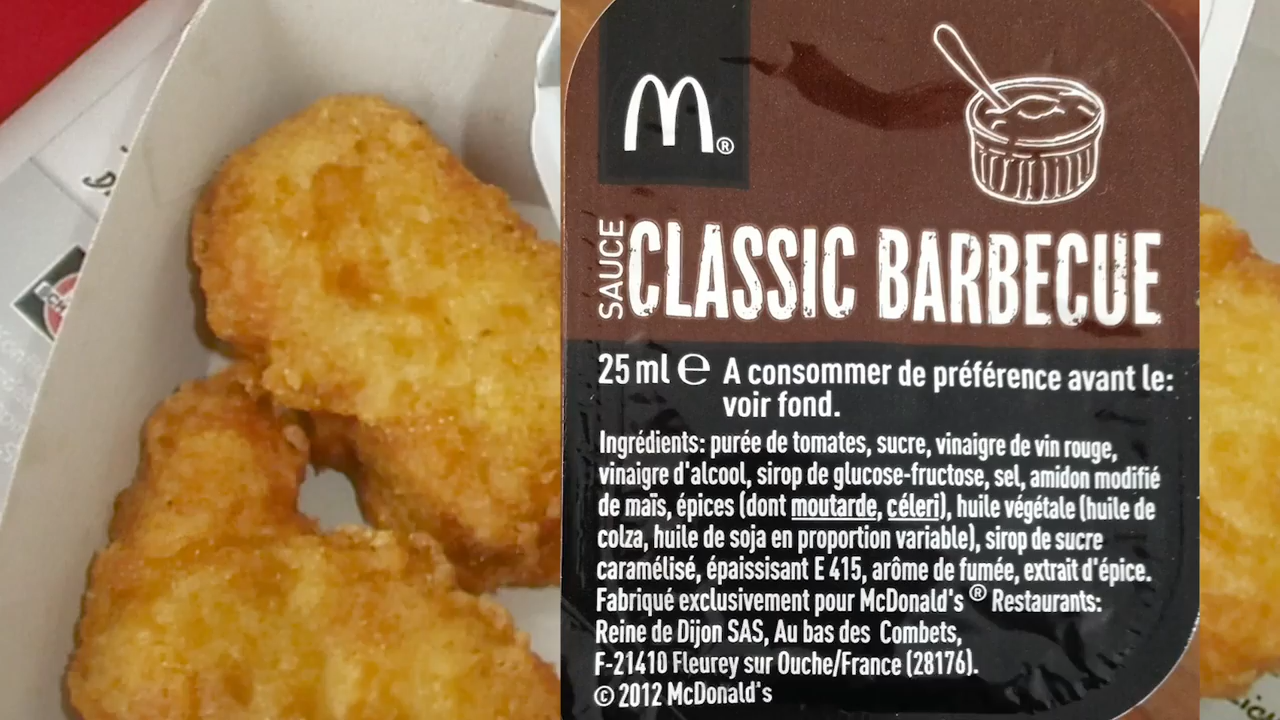 M®
SAUCE
CLASSIC BARBECUE
25 ml ℮ A consommer de préférence avant le:
voir fond.
Ingrédients: purée de tomates, sucre, vinaigre de vin rouge,
vinaigre d'alcool, sirop de glucose-fructose, sel, amidon modifié
de maïs, épices (dont moutarde, céleri), huile végétale (huile de
colza, huile de soja en proportion variable), sirop de sucre
caramélisé, épaississant E 415, arôme de fumée, extrait d'épice.
Fabriqué exclusivement pour McDonald's ® Restaurants:
Reine de Dijon SAS, Au bas des Combets,
F-21410 Fleurey sur Ouche/France (28176).
© 2012 McDonald's